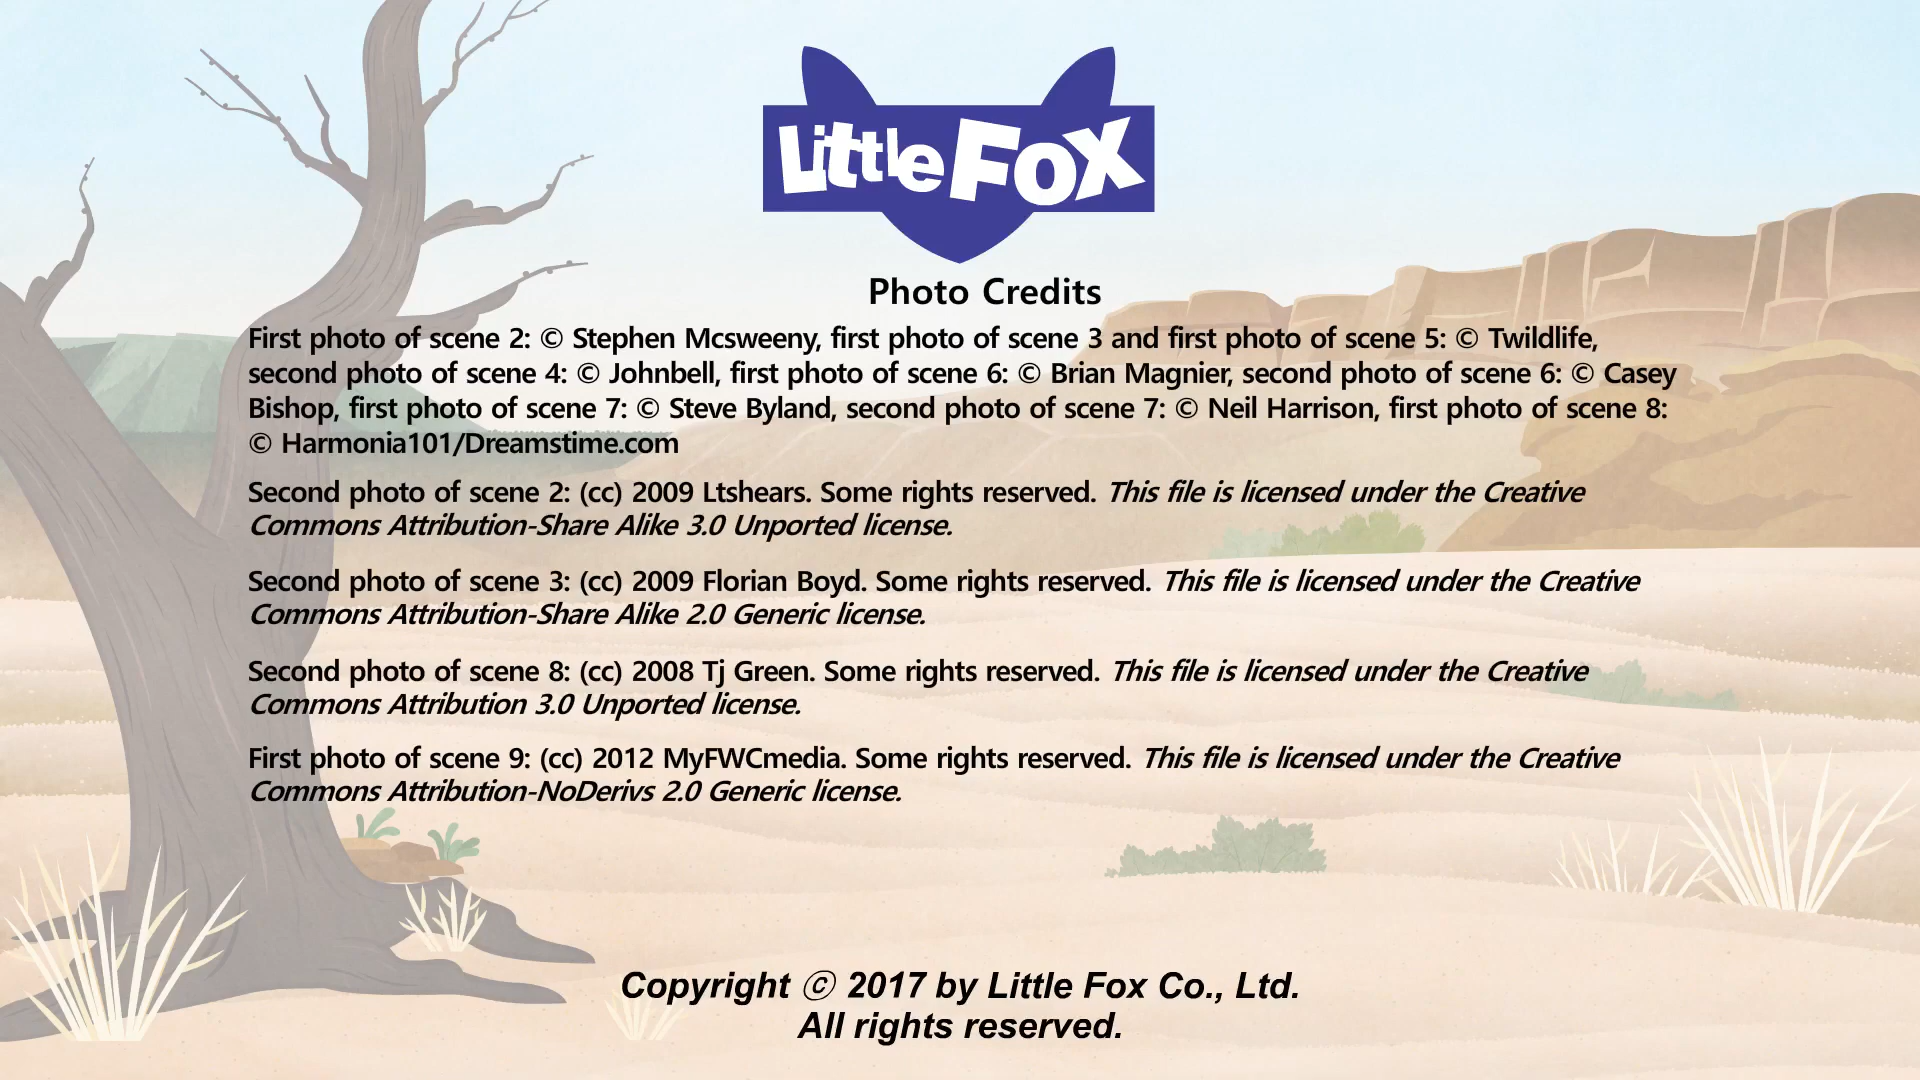 Little Fox
Photo Credits
First photo of scene 2: © Stephen Mcsweeny, first photo of scene 3 and first photo of scene 5: © Twildlife,
second photo of scene 4: © Johnbell, first photo of scene 6: © Brian Magnier, second photo of scene 6: © Casey
Bishop, first photo of scene 7: © Steve Byland, second photo of scene 7: © Neil Harrison, first photo of scene 8:
© Harmonia101/Dreamstime.com
Second photo of scene 2: (cc) 2009 Ltshears. Some rights reserved. This file is licensed under the Creative
Commons Attribution-Share Alike 3.0 Unported license.
Second photo of scene 3: (cc) 2009 Florian Boyd. Some rights reserved. This file is licensed under the Creative
Commons Attribution-Share Alike 2.0 Generic license.
Second photo of scene 8: (cc) 2008 Tj Green. Some rights reserved. This file is licensed under the Creative
Commons Attribution 3.0 Unported license.
First photo of scene 9: (cc) 2012 MyFWCmedia. Some rights reserved. This file is licensed under the Creative
Commons Attribution-NoDerivs 2.0 Generic license.
Copyright ⓒ 2017 by Little Fox Co., Ltd.
All rights reserved.